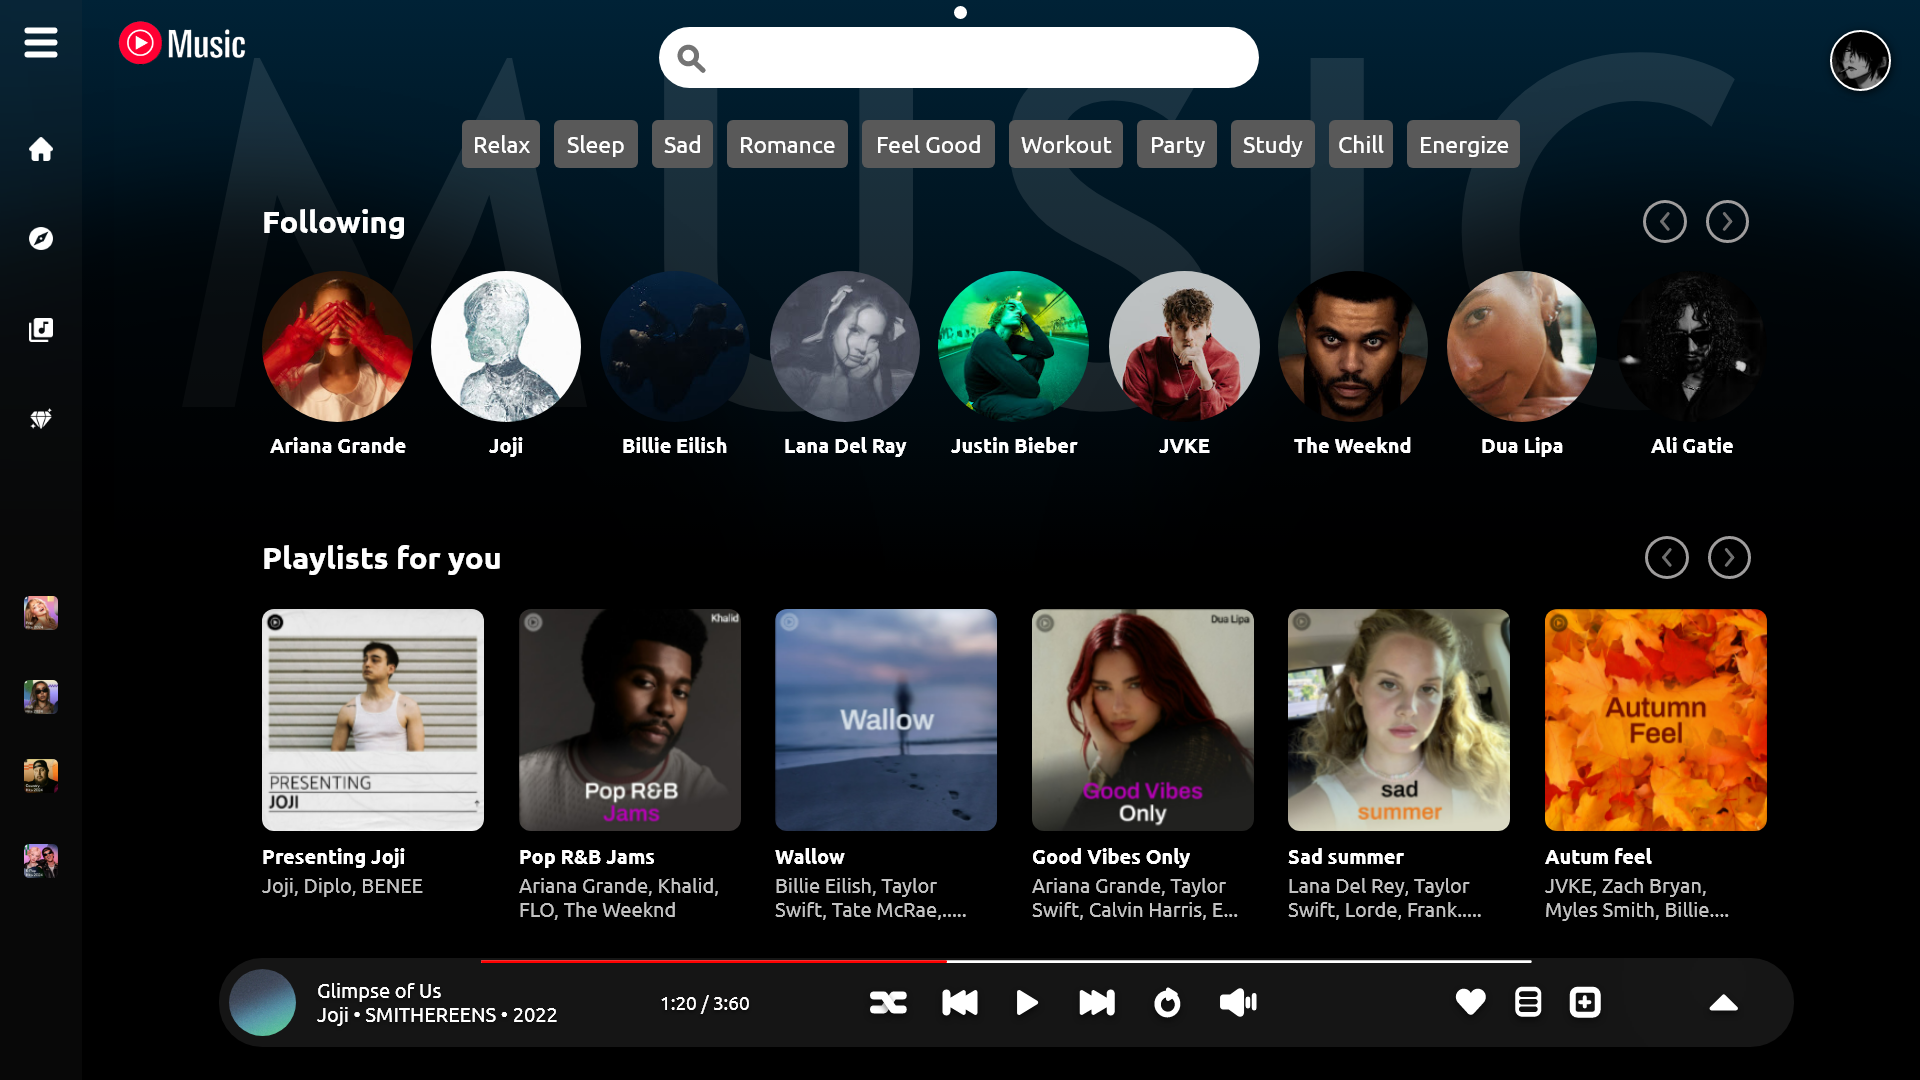 Music
MUSIC
Relax Sleep Sad Romance Feel Good Workout Party Study Chill Energize
Following
Ariana Grande Joji Billie Eilish Lana Del Ray Justin Bieber JVKE The Weeknd Dua Lipa Ali Gatie
Playlists for you
PRESENTING
JOJI
Khalid
Pop R&B
Jams
Wallow
Dua Lipa
Good Vibes
Only
sad
summer
Autumn
Feel
Presenting Joji
Joji, Diplo, BENEE
Pop R&B Jams
Ariana Grande, Khalid,
FLO, The Weeknd
Wallow
Billie Eilish, Taylor
Swift, Tate McRae,.....
Good Vibes Only
Ariana Grande, Taylor
Swift, Calvin Harris, E...
Sad summer
Lana Del Rey, Taylor
Swift, Lorde, Frank.....
Autum feel
JVKE, Zach Bryan,
Myles Smith, Billie....
Glimpse of Us
Joji • SMITHEREENS • 2022
1:20 / 3:60